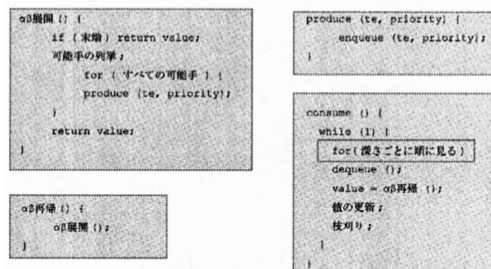 αβ展開 () {
if (末端) return value;
可能手の列挙;
for ( すべての可能手 ) {
produce (te, priority);
}
return value;
}
αβ再帰 () {
αβ展開 ();
}
produce (te, priority) {
enqueue (te, priority);
}
consume () {
while (1) {
for(深さごとに順に見る)
dequeue ();
value = αβ再帰 ();
値の更新;
枝刈り;
}
}